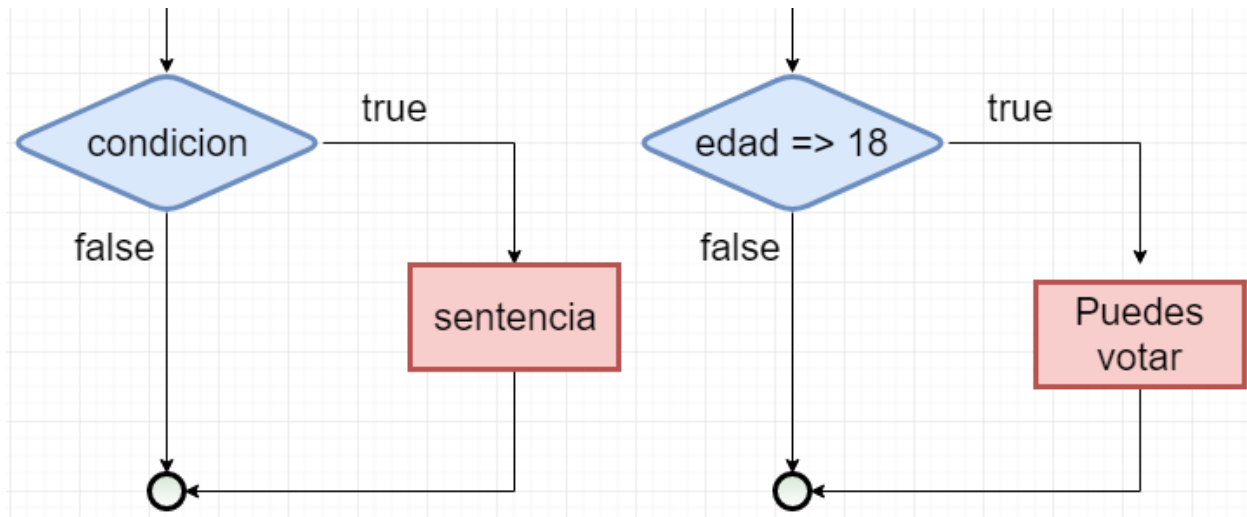 true
condicion
false
sentencia
true
edad => 18
false
Puedes
votar